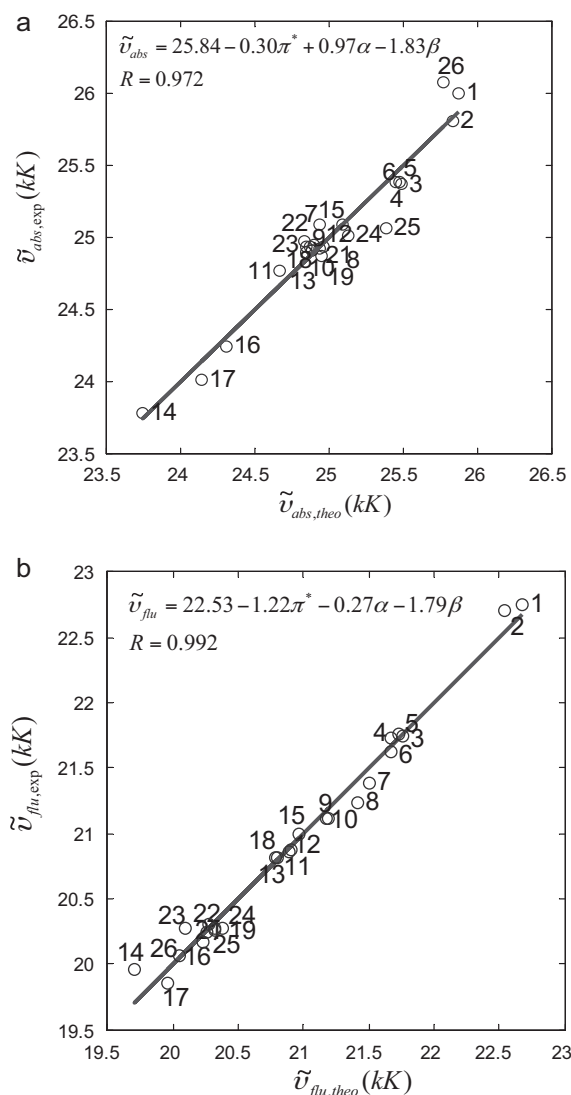 a
26.5
ṽabs = 25.84 − 0.30π* + 0.97α − 1.83β
R = 0.972
26
1
26
2
ṽabs,exp (kK)
25.5
6 5
3
4
7 15
22
25
25
23 9 12 24
18 21 8
11 10
13 19
24.5
16
24
17
14
23.5
23.5 24 24.5 25 25.5 26 26.5
ṽabs,theo (kK)
b
23
ṽflu = 22.53 − 1.22π* − 0.27α − 1.79β
1
R = 0.992
22.5
2
22
5
4 3
6
ṽflu,exp (kK)
21.5
7
8
9
10
21
15
18 12
11
13
20.5
23 22 24
19
14 26 25
20
16
17
19.5
19.5 20 20.5 21 21.5 22 22.5 23
ṽflu,theo (kK)